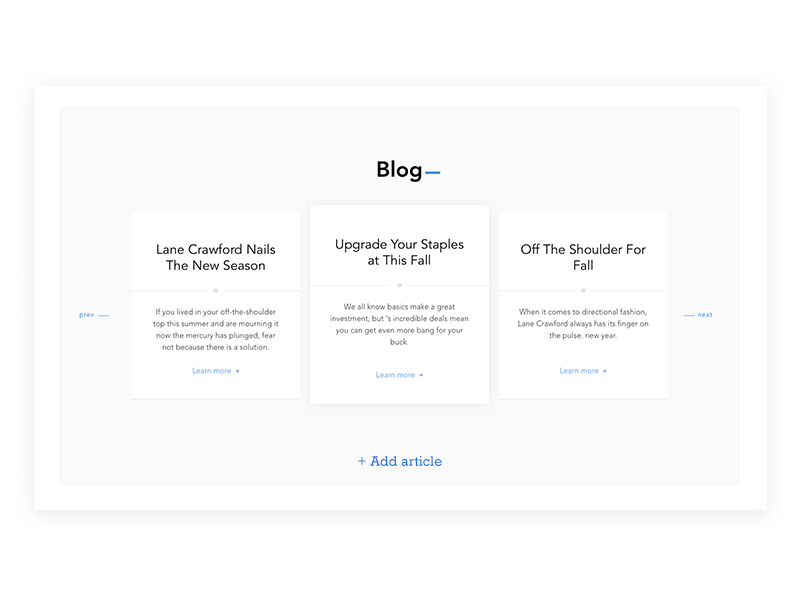 Blog
Lane Crawford Nails
The New Season
If you lived in your off-the-shoulder
top this summer and are mourning it
now the mercury has plunged, fear
not because there is a solution.
Learn more →
Upgrade Your Staples
at This Fall
We all know basics make a great
investment, but 's incredible deals mean
you can get even more bang for your
buck.
Learn more →
Off The Shoulder For
Fall
When it comes to directional fashion,
Lane Crawford always has its finger on
the pulse. new year.
Learn more →
prev
next
+ Add article